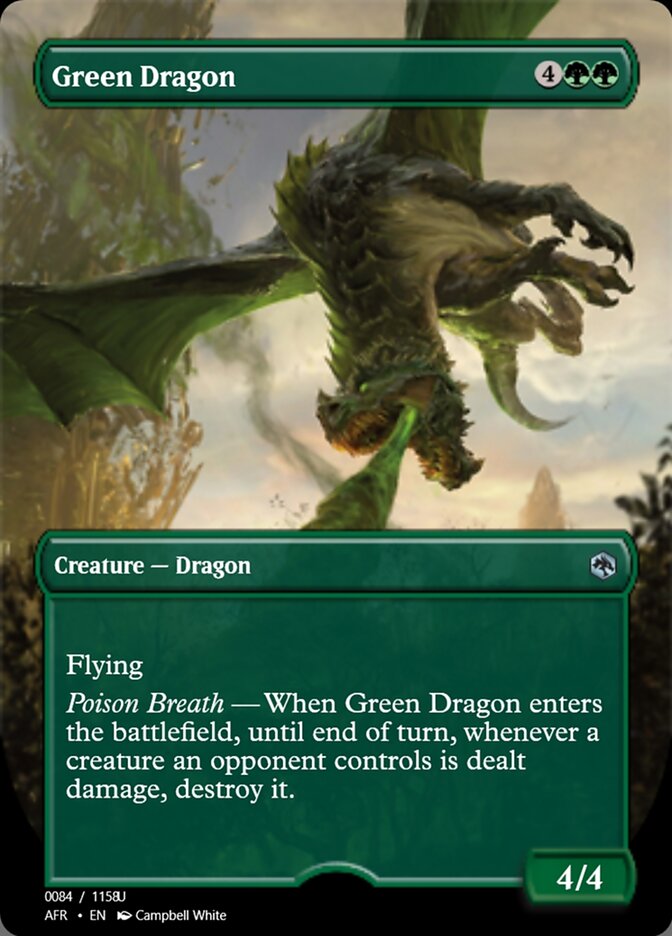 Green Dragon 4
Creature — Dragon
Flying
Poison Breath — When Green Dragon enters
the battlefield, until end of turn, whenever a
creature an opponent controls is dealt
damage, destroy it.
4/4
0084 / 1158U
AFR • EN Campbell White